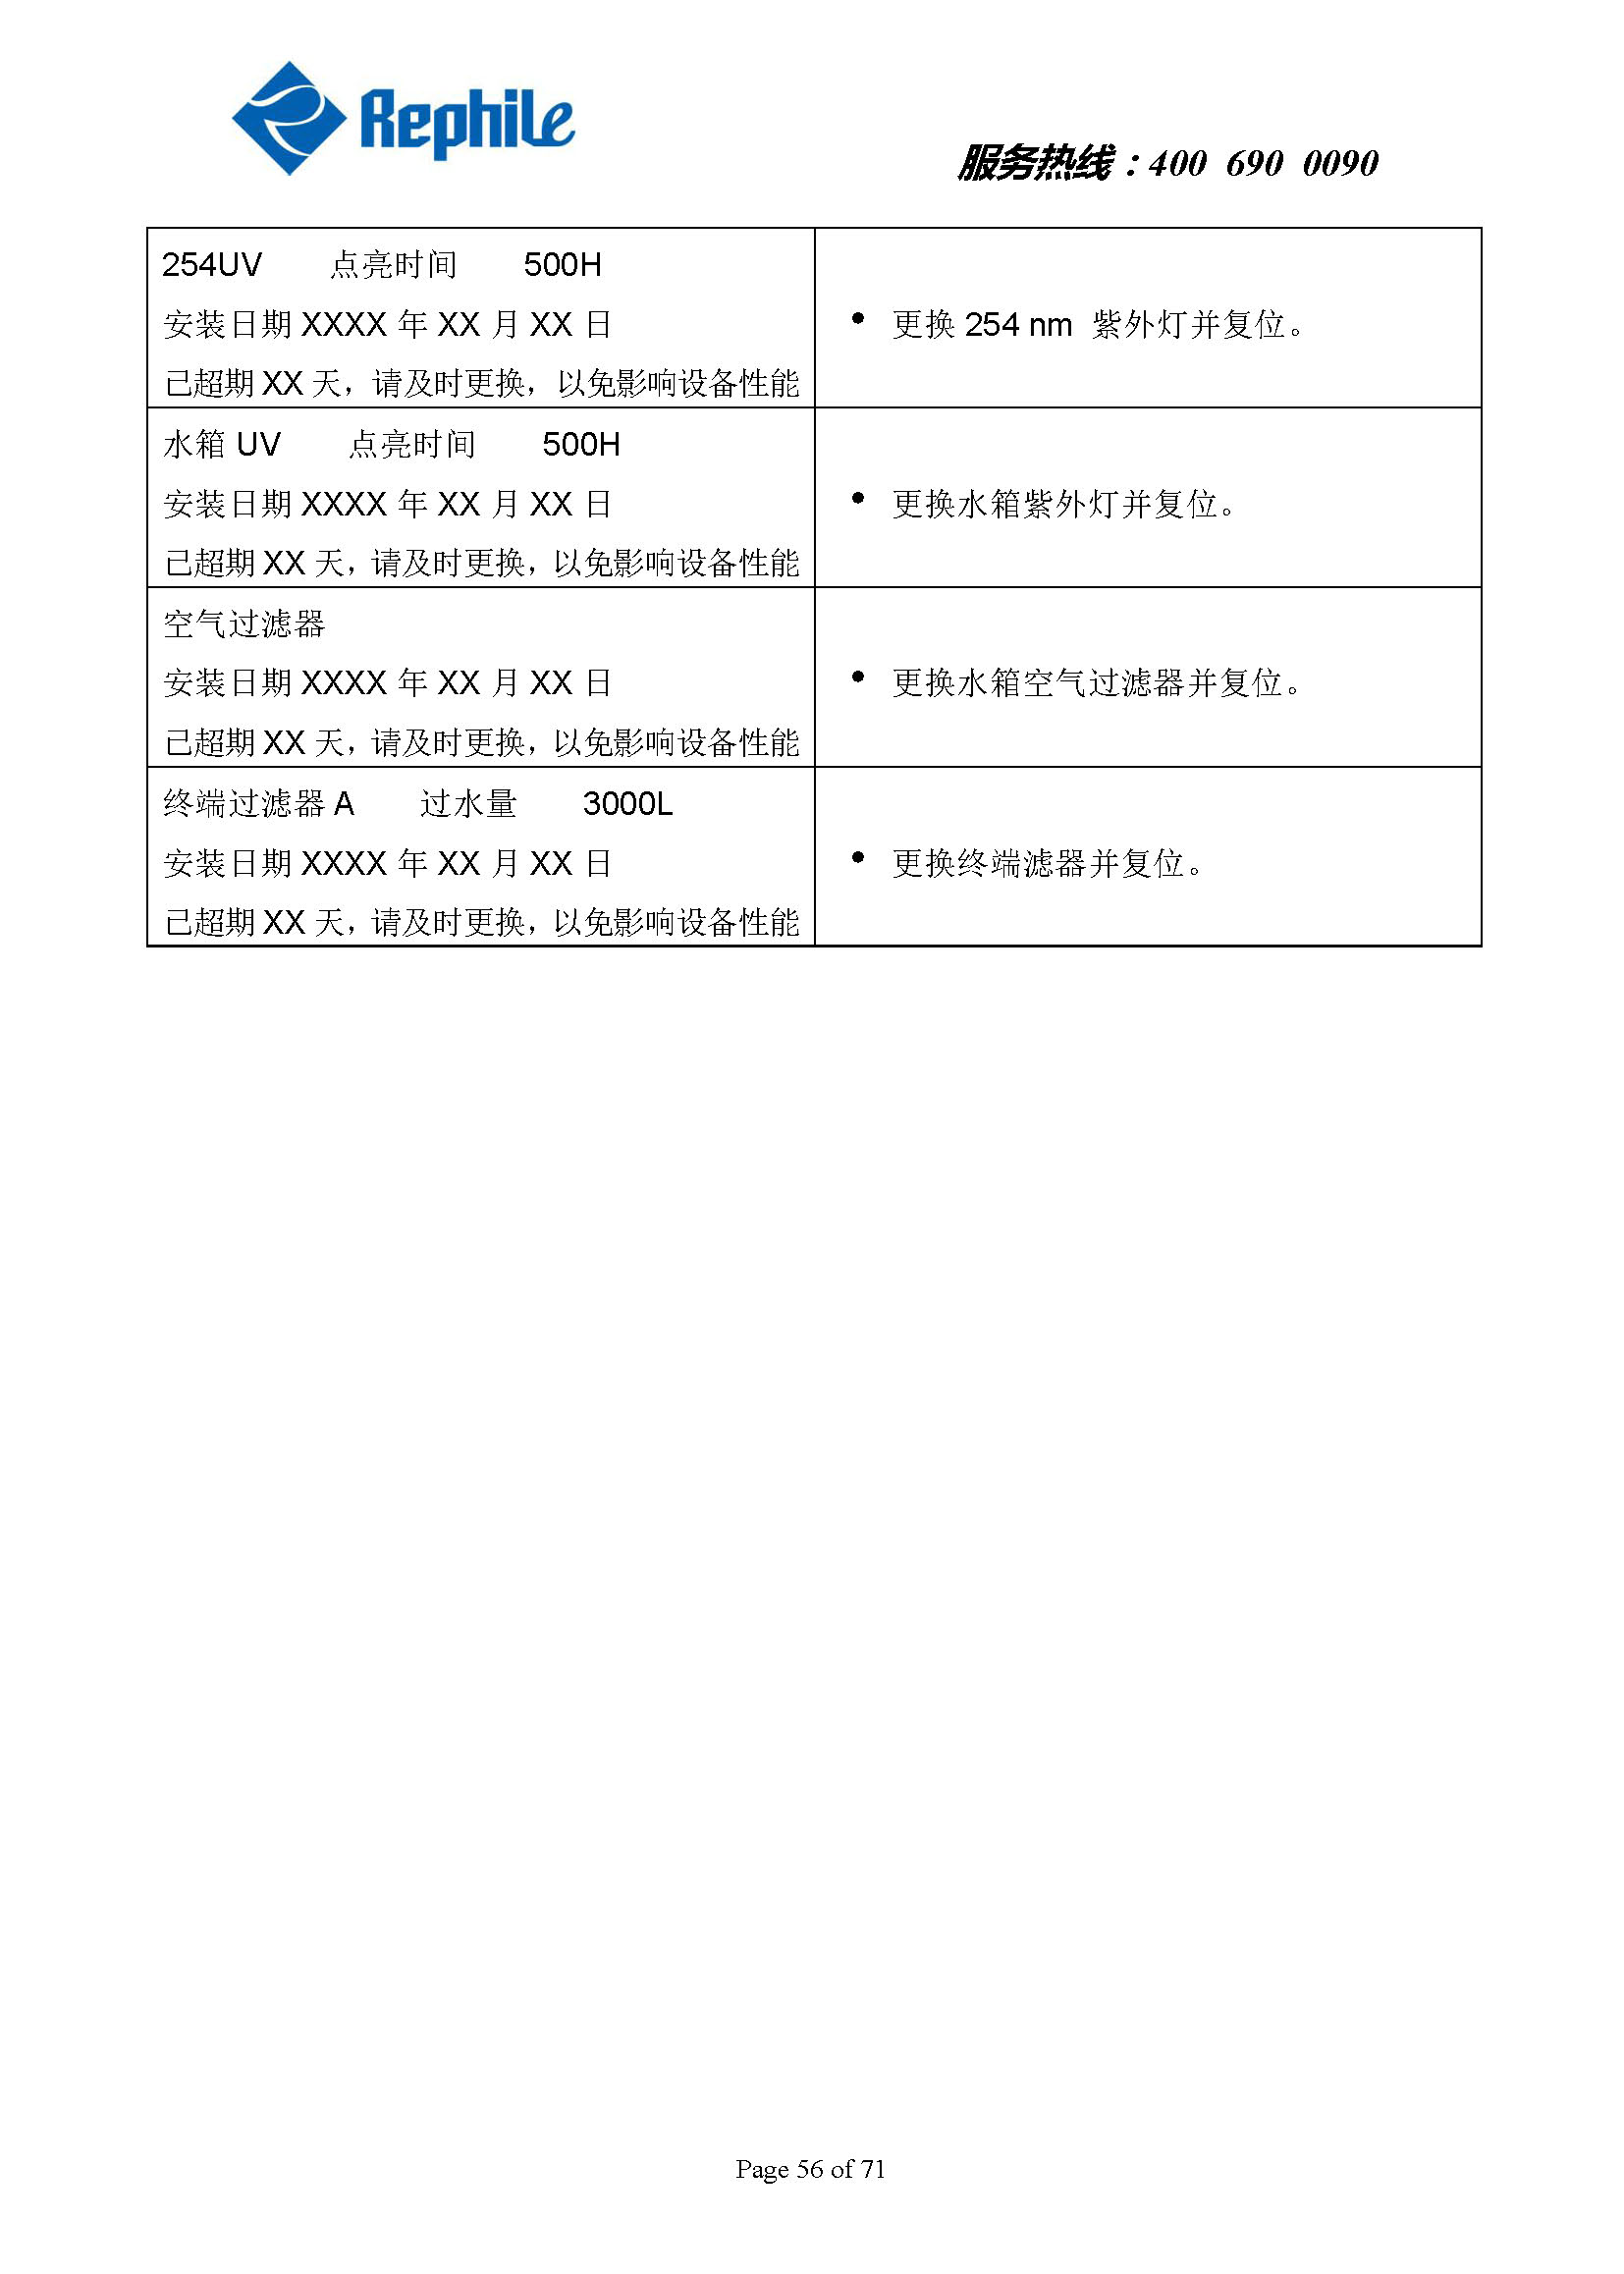 Rephile
服务热线：400 690 0090
254UV 点亮时间 500H
安装日期 XXXX 年 XX 月 XX 日
已超期 XX 天，请及时更换，以免影响设备性能
● 更换 254 nm 紫外灯并复位。
水箱 UV 点亮时间 500H
安装日期 XXXX 年 XX 月 XX 日
已超期 XX 天，请及时更换，以免影响设备性能
● 更换水箱紫外灯并复位。
空气过滤器
安装日期 XXXX 年 XX 月 XX 日
已超期 XX 天，请及时更换，以免影响设备性能
● 更换水箱空气过滤器并复位。
终端过滤器 A 过水量 3000L
安装日期 XXXX 年 XX 月 XX 日
已超期 XX 天，请及时更换，以免影响设备性能
● 更换终端滤器并复位。
Page 56 of 71